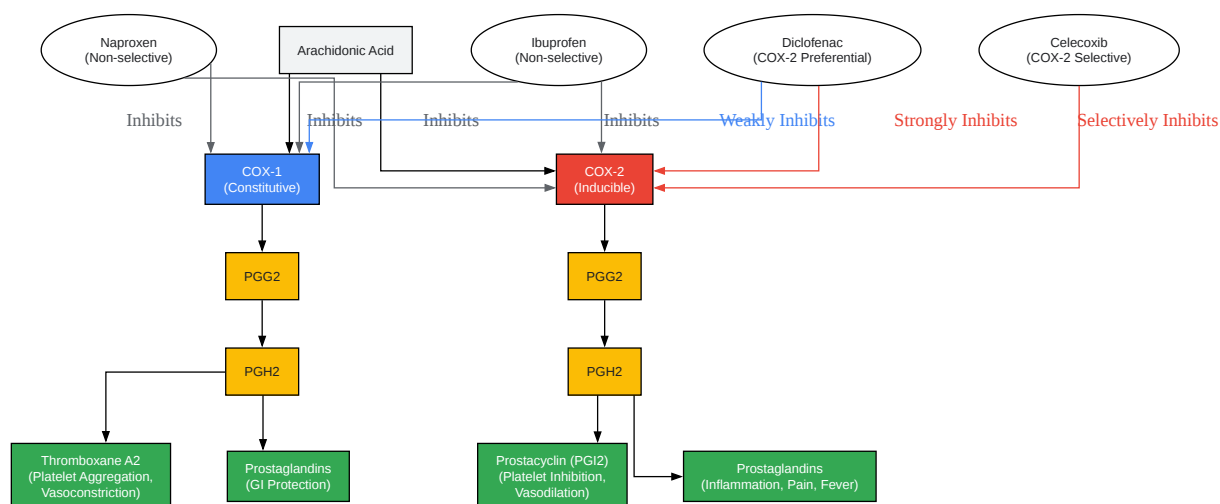 Naproxen
(Non-selective)
Arachidonic Acid
Ibuprofen
(Non-selective)
Diclofenac
(COX-2 Preferential)
Celecoxib
(COX-2 Selective)
Inhibits
Inhibits
Inhibits
Inhibits
Weakly Inhibits
Strongly Inhibits
Selectively Inhibits
COX-1
(Constitutive)
COX-2
(Inducible)
PGG2
PGG2
PGH2
PGH2
Thromboxane A2
(Platelet Aggregation,
Vasoconstriction)
Prostaglandins
(GI Protection)
Prostacyclin (PGI2)
(Platelet Inhibition,
Vasodilation)
Prostaglandins
(Inflammation, Pain, Fever)